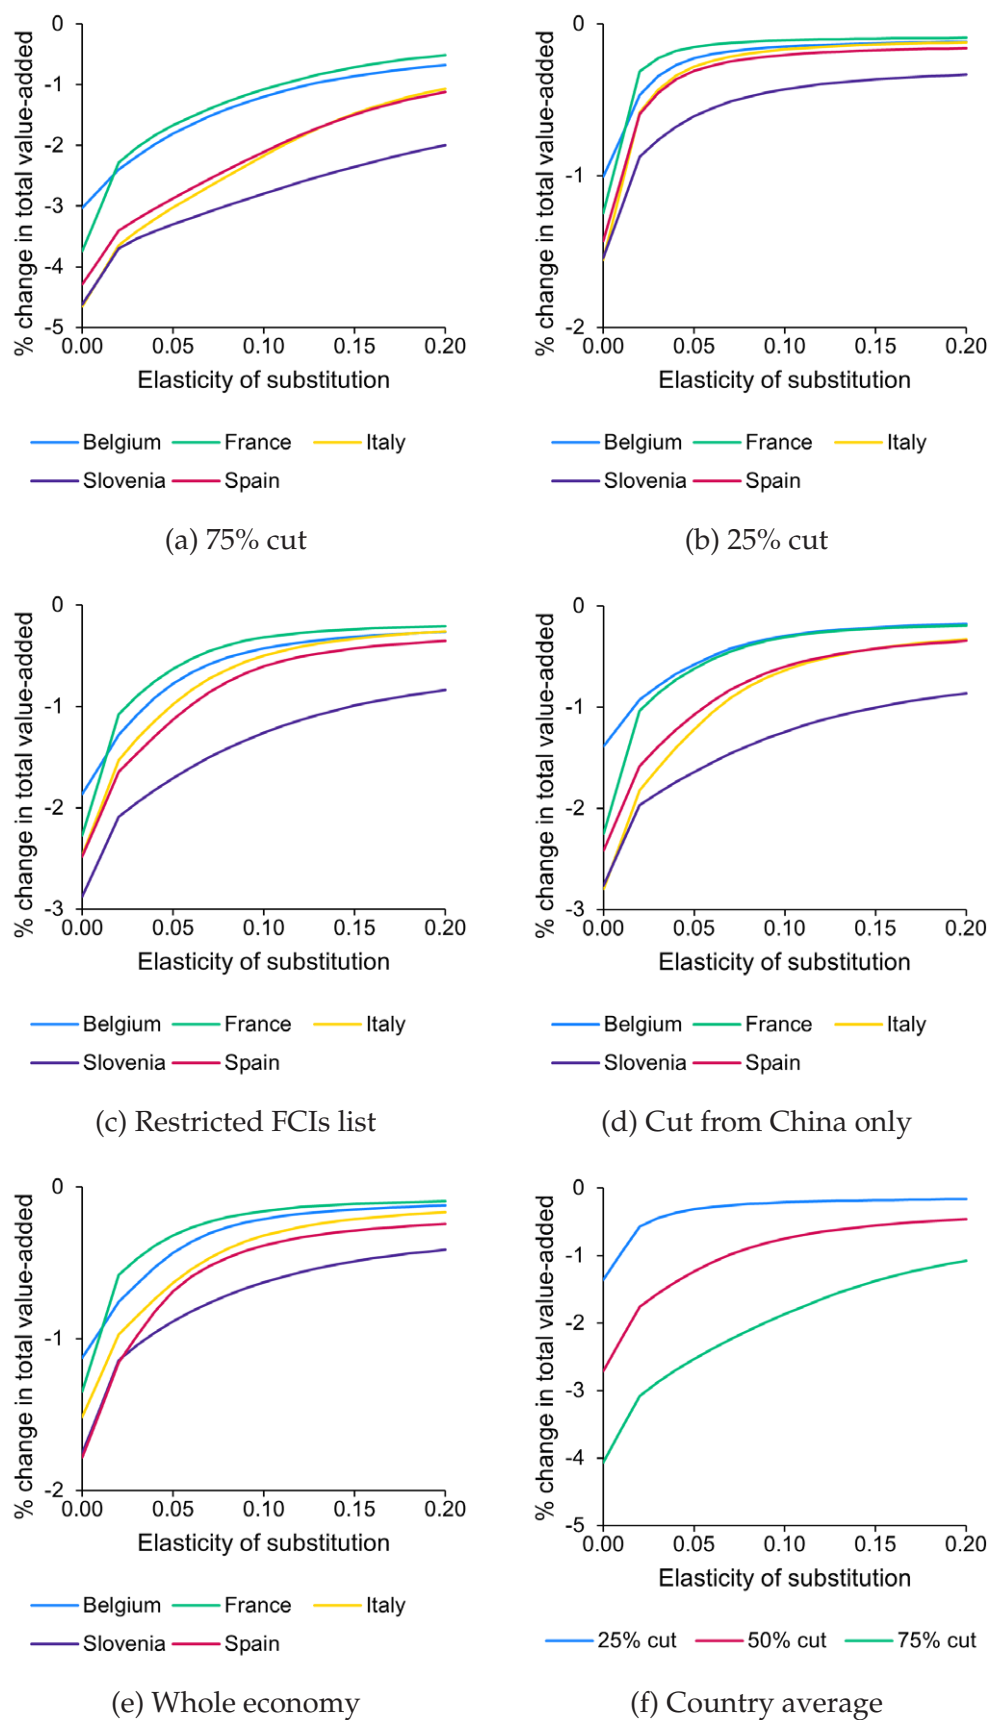 % change in total value-added
0
-1
-2
-3
-4
-5
0.00 0.05 0.10 0.15 0.20
Elasticity of substitution
Belgium France Italy
Slovenia Spain
(a) 75% cut
% change in total value-added
0
-1
-2
0.00 0.05 0.10 0.15 0.20
Elasticity of substitution
Belgium France Italy
Slovenia Spain
(b) 25% cut
% change in total value-added
0
-1
-2
-3
0.00 0.05 0.10 0.15 0.20
Elasticity of substitution
Belgium France Italy
Slovenia Spain
(c) Restricted FCIs list
% change in total value-added
0
-1
-2
-3
0.00 0.05 0.10 0.15 0.20
Elasticity of substitution
Belgium France Italy
Slovenia Spain
(d) Cut from China only
% change in total value-added
0
-1
-2
0.00 0.05 0.10 0.15 0.20
Elasticity of substitution
Belgium France Italy
Slovenia Spain
(e) Whole economy
% change in total value-added
0
-1
-2
-3
-4
-5
0.00 0.05 0.10 0.15 0.20
Elasticity of substitution
25% cut 50% cut 75% cut
(f) Country average